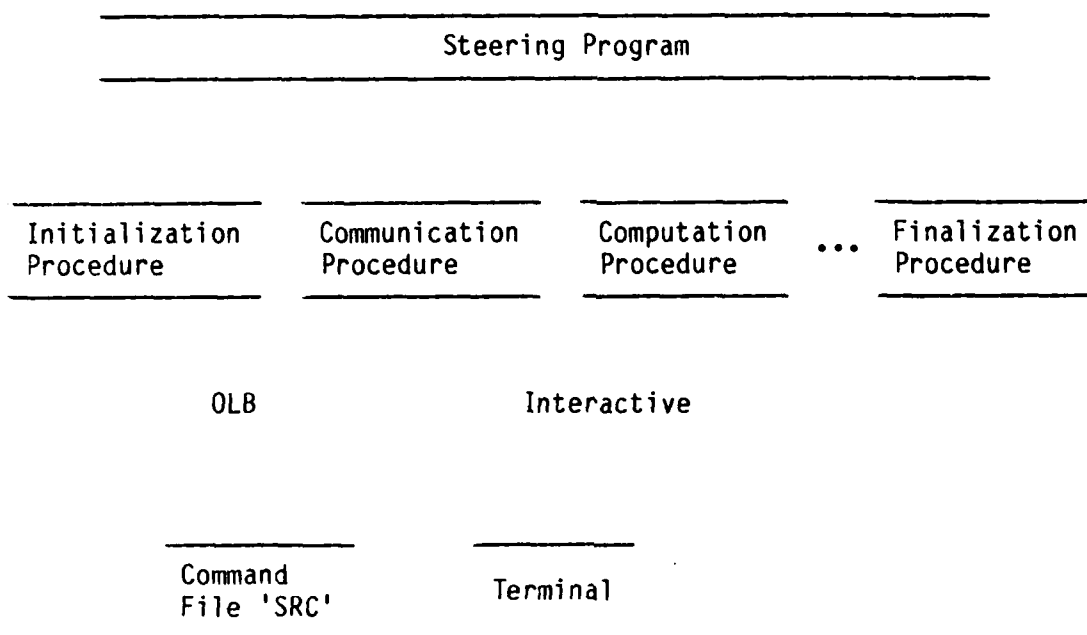 Steering Program
Initialization Procedure
Communication Procedure
Computation Procedure
...
Finalization Procedure
OLB
Interactive
Command File 'SRC'
Terminal